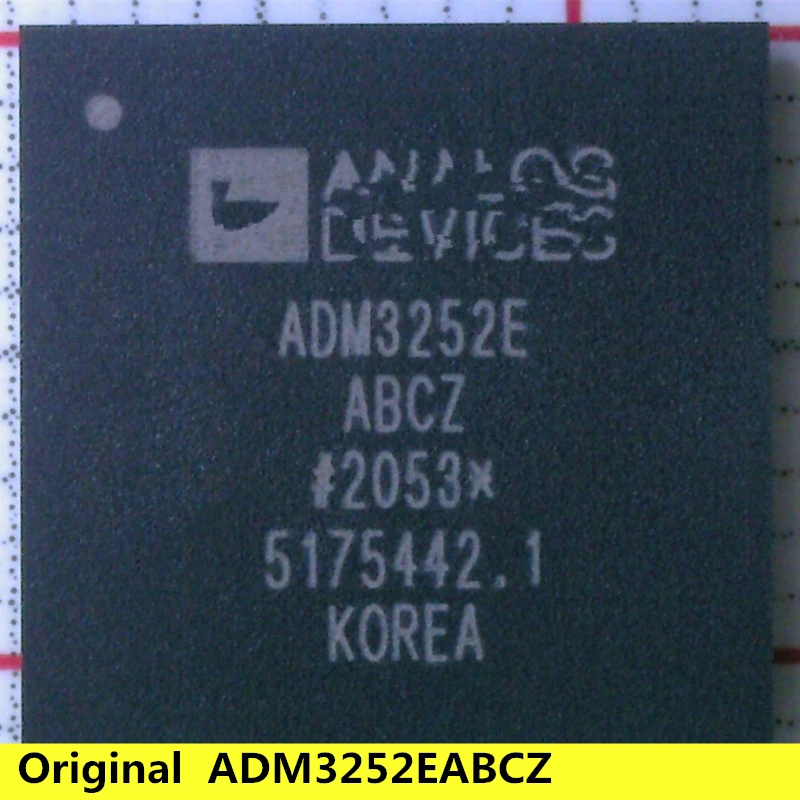 ANALOG
DEVICES
ADM3252E
ABCZ
#2053*
5175442.1
KOREA
Original ADM3252EABCZ